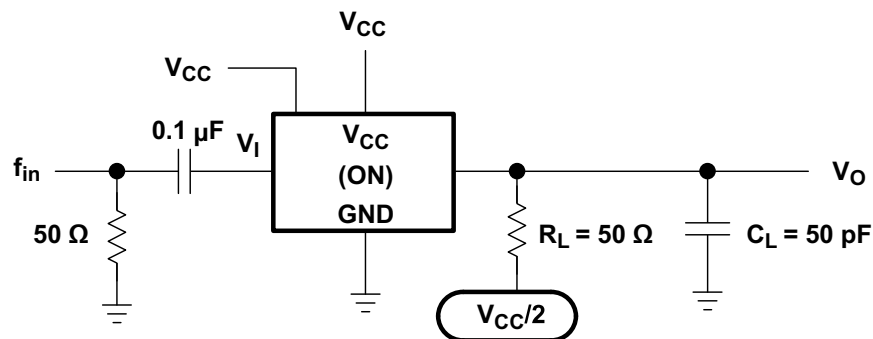 VCC
VCC
0.1 μF
VI
VCC
(ON)
GND
fin
VO
50 Ω
RL = 50 Ω
CL = 50 pF
VCC/2